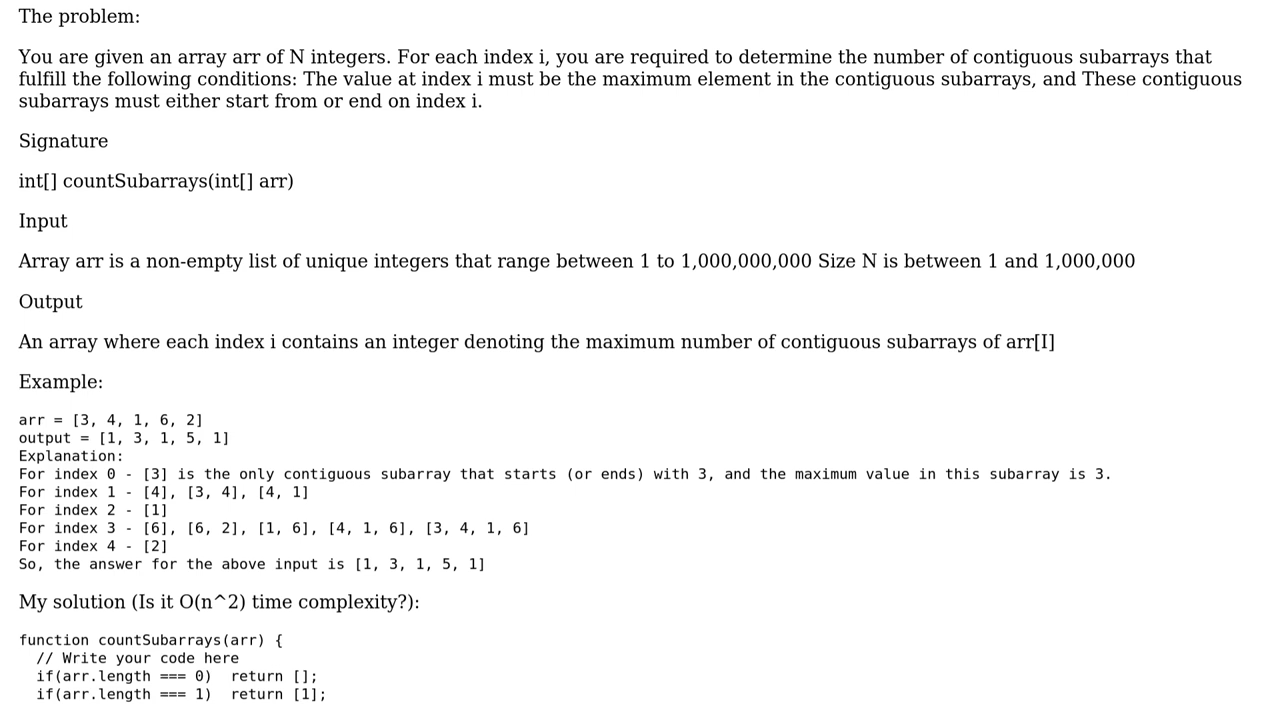 The problem:
You are given an array arr of N integers. For each index i, you are required to determine the number of contiguous subarrays that
fulfill the following conditions: The value at index i must be the maximum element in the contiguous subarrays, and These contiguous
subarrays must either start from or end on index i.
Signature
int[] countSubarrays(int[] arr)
Input
Array arr is a non-empty list of unique integers that range between 1 to 1,000,000,000 Size N is between 1 and 1,000,000
Output
An array where each index i contains an integer denoting the maximum number of contiguous subarrays of arr[I]
Example:
arr = [3, 4, 1, 6, 2]
output = [1, 3, 1, 5, 1]
Explanation:
For index 0 - [3] is the only contiguous subarray that starts (or ends) with 3, and the maximum value in this subarray is 3.
For index 1 - [4], [3, 4], [4, 1]
For index 2 - [1]
For index 3 - [6], [6, 2], [1, 6], [4, 1, 6], [3, 4, 1, 6]
For index 4 - [2]
So, the answer for the above input is [1, 3, 1, 5, 1]
My solution (Is it O(n^2) time complexity?):
function countSubarrays(arr) {
  // Write your code here
  if(arr.length === 0)  return [];
  if(arr.length === 1)  return [1];